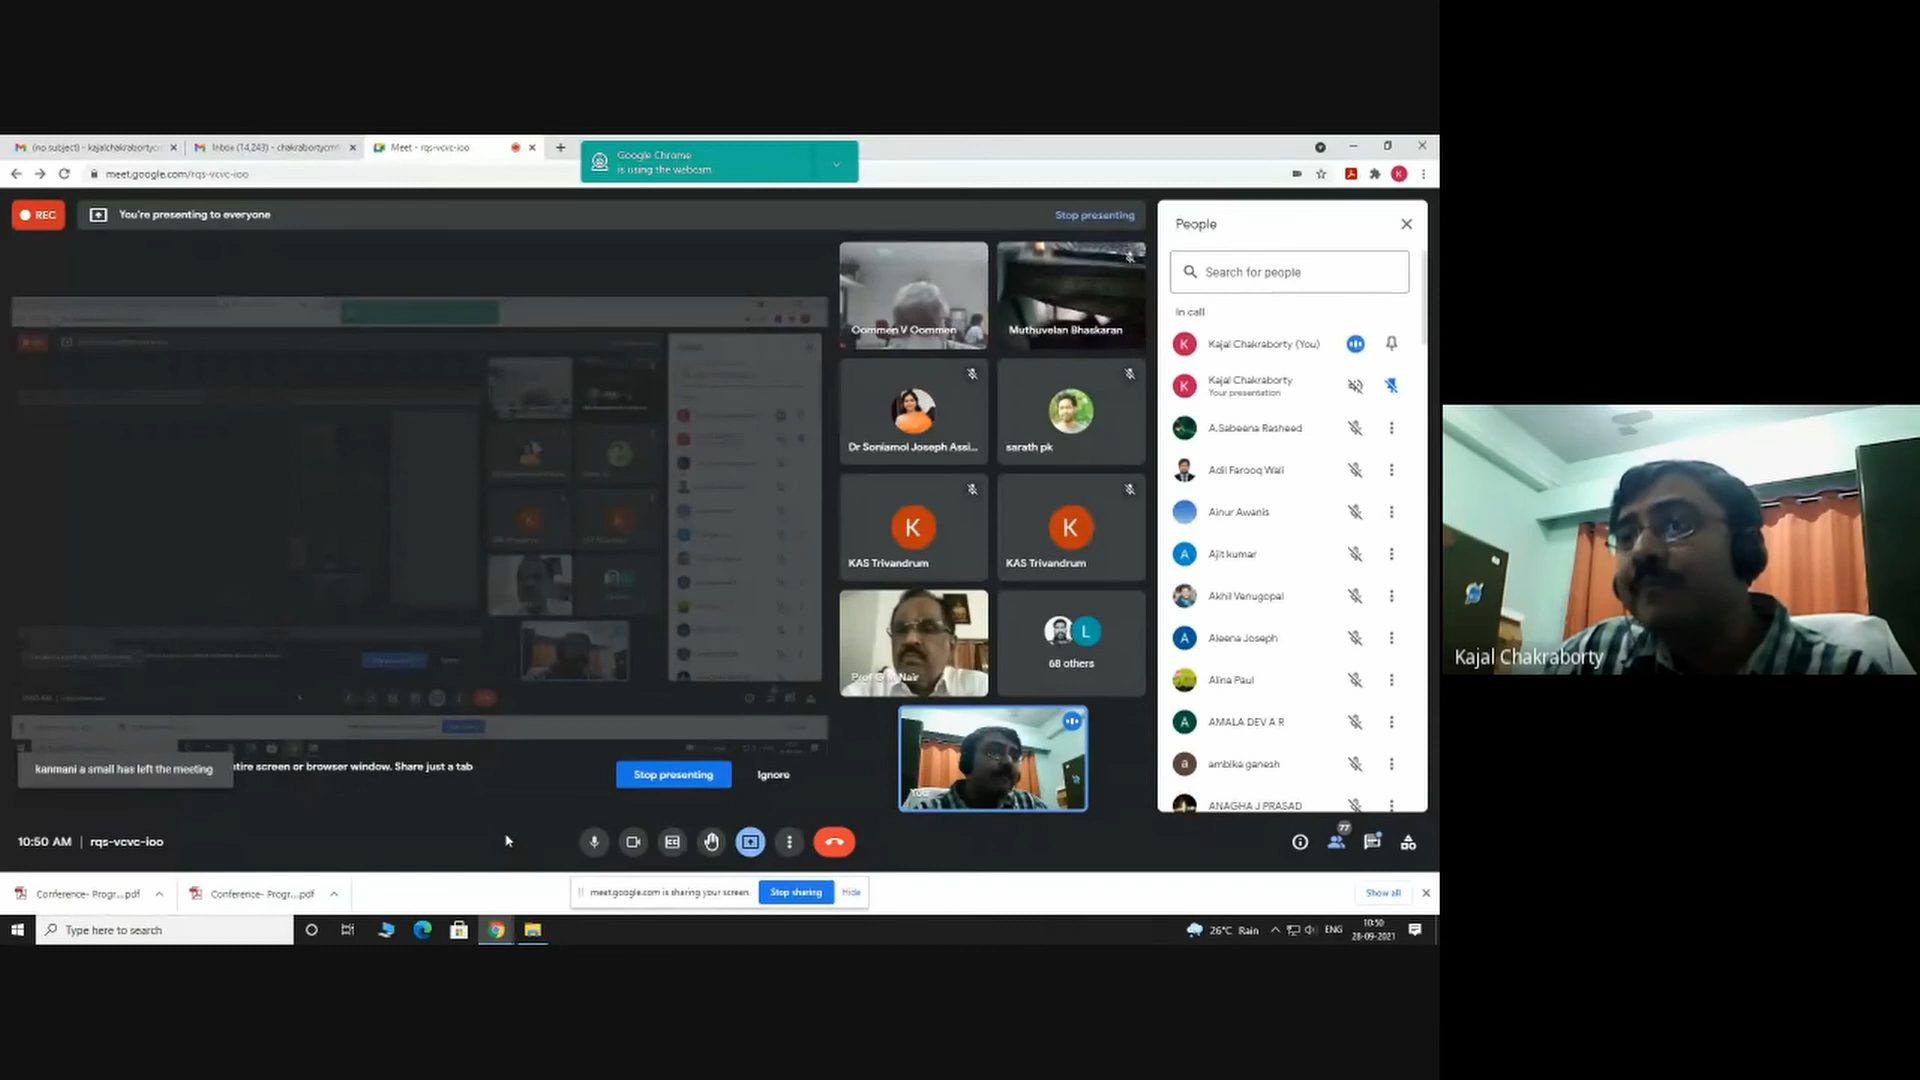 (no subject) - kajalchakrabortycm
Inbox (14,243) - chakrabortycmf
Meet - rqs-vcvc-ioo
Google Chrome
is using the webcam
meet.google.com/rqs-vcvc-ioo
K
REC
You're presenting to everyone
Stop presenting
People
Search for people
In call
K Kajal Chakraborty (You)
K Kajal Chakraborty
Your presentation
A.Sabeena Rasheed
Adil Farooq Wali
Ainur Awanis
A Ajit kumar
Akhil Venugopal
A Aleena Joseph
Alina Paul
A AMALA DEV A R
a ambika ganesh
ANAGHA J PRASAD
Oommen V Oommen
Muthuvelan Bhaskaran
Dr Soniamol Joseph Assi...
sarath pk
K
KAS Trivandrum
K
KAS Trivandrum
Prof G M Nair
L
68 others
You
kanmani a small has left the meeting
tire screen or browser window. Share just a tab
Stop presenting
Ignore
10:50 AM | rqs-vcvc-ioo
77
Conference- Progr....pdf
Conference- Progr....pdf
meet.google.com is sharing your screen.
Stop sharing
Hide
Show all
Type here to search
26°C Rain
ENG
10:50
28-09-2021
Kajal Chakraborty